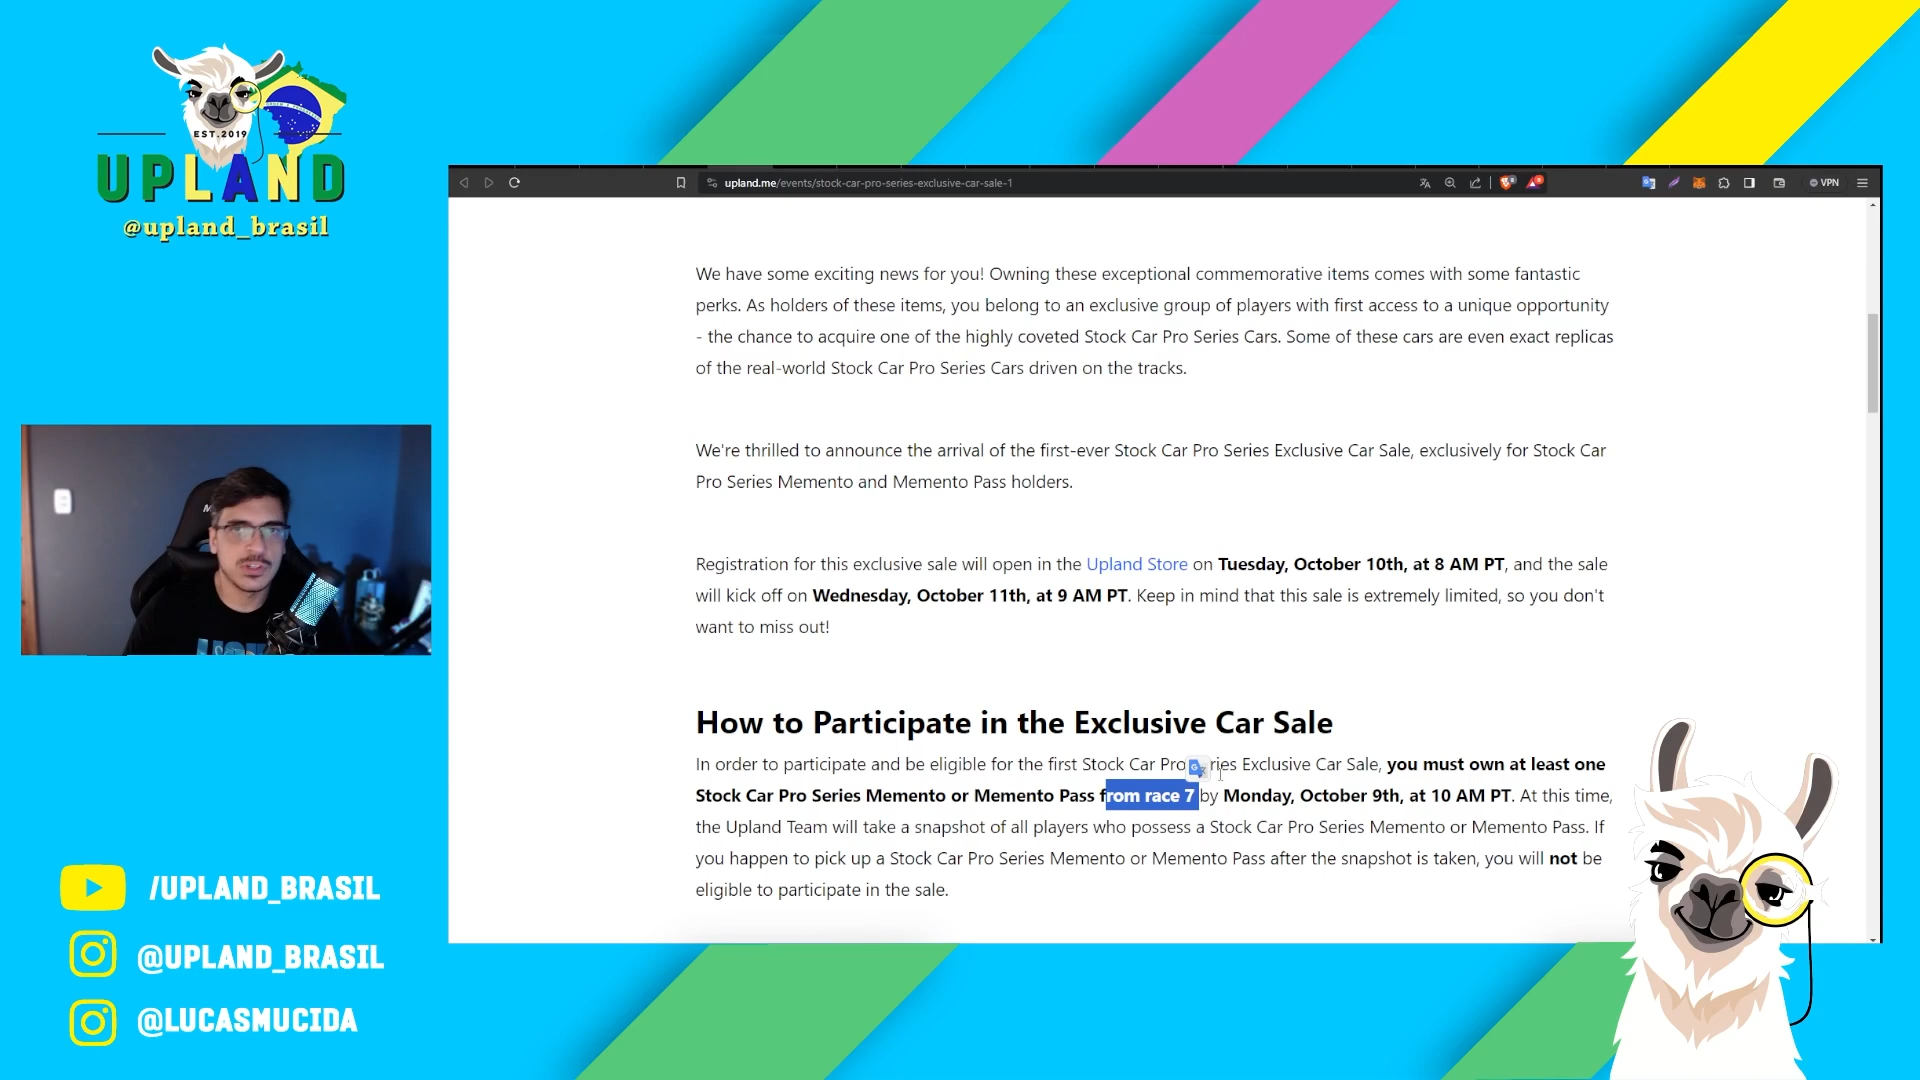 EST.2019
UPLAND
@upland_brasil
upland.me/events/stock-car-pro-series-exclusive-car-sale-1
VPN
We have some exciting news for you! Owning these exceptional commemorative items comes with some fantastic
perks. As holders of these items, you belong to an exclusive group of players with first access to a unique opportunity
- the chance to acquire one of the highly coveted Stock Car Pro Series Cars. Some of these cars are even exact replicas
of the real-world Stock Car Pro Series Cars driven on the tracks.
We're thrilled to announce the arrival of the first-ever Stock Car Pro Series Exclusive Car Sale, exclusively for Stock Car
Pro Series Memento and Memento Pass holders.
Registration for this exclusive sale will open in the Upland Store on Tuesday, October 10th, at 8 AM PT, and the sale
will kick off on Wednesday, October 11th, at 9 AM PT. Keep in mind that this sale is extremely limited, so you don't
want to miss out!
How to Participate in the Exclusive Car Sale
In order to participate and be eligible for the first Stock Car Pro ries Exclusive Car Sale, you must own at least one
Stock Car Pro Series Memento or Memento Pass from race 7 by Monday, October 9th, at 10 AM PT. At this time,
the Upland Team will take a snapshot of all players who possess a Stock Car Pro Series Memento or Memento Pass. If
you happen to pick up a Stock Car Pro Series Memento or Memento Pass after the snapshot is taken, you will not be
eligible to participate in the sale.
/UPLAND_BRASIL
@UPLAND_BRASIL
@LUCASMUCIDA